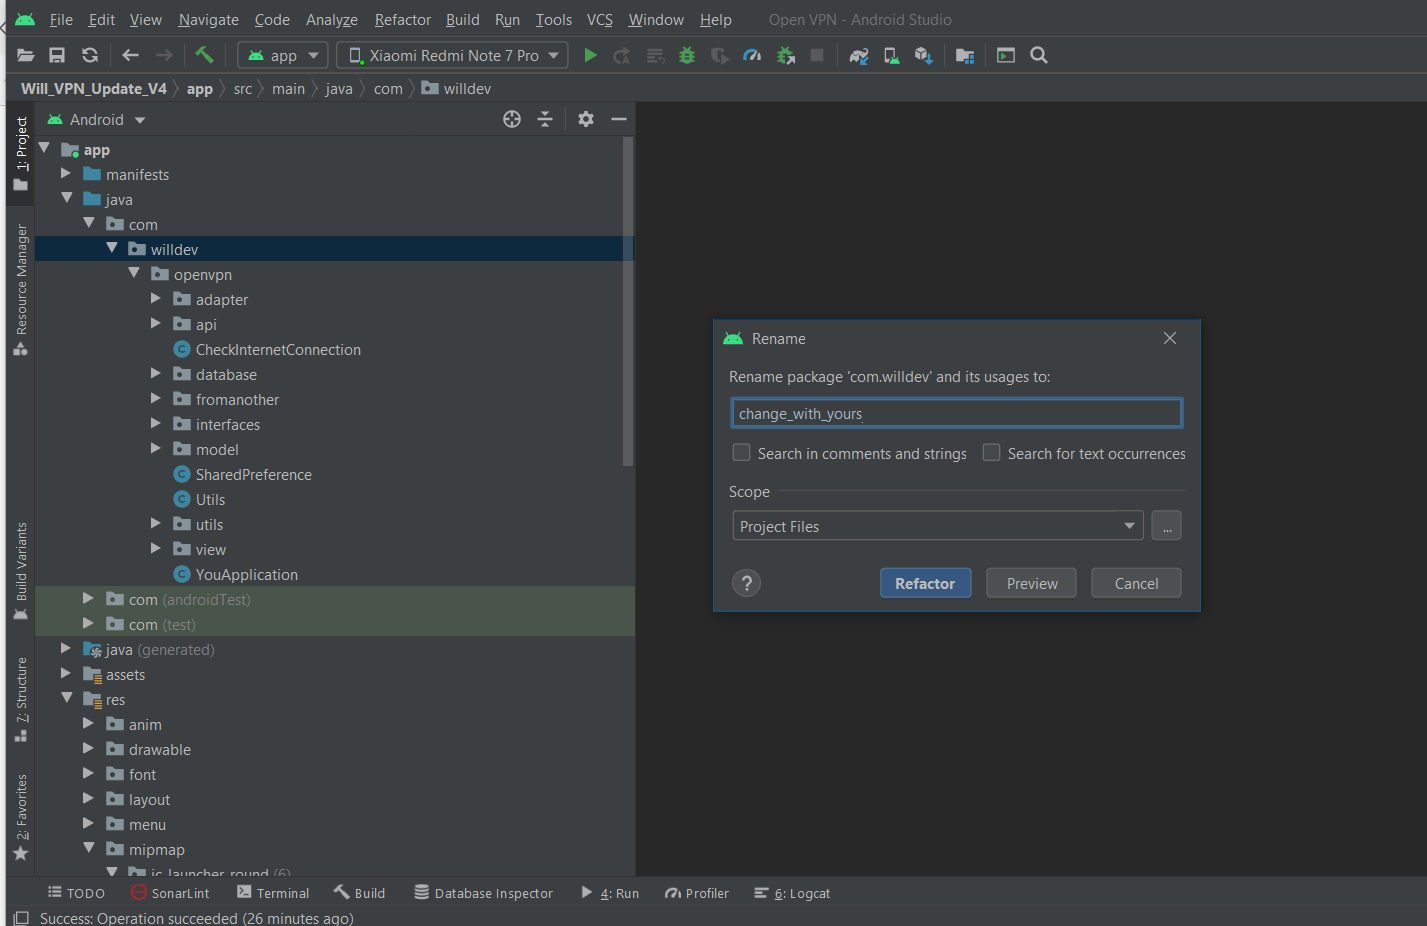 File Edit View Navigate Code Analyze Refactor Build Run Tools VCS Window Help Open VPN - Android Studio
app Xiaomi Redmi Note 7 Pro
Will_VPN_Update_V4 app src main java com willdev
1: Project
Resource Manager
Build Variants
7: Structure
2: Favorites
Android
app
manifests
java
com
willdev
openvpn
adapter
api
CheckInternetConnection
database
fromanother
interfaces
model
SharedPreference
Utils
utils
view
YouApplication
com (androidTest)
com (test)
java (generated)
assets
res
anim
drawable
font
layout
menu
mipmap
ic_launcher_round (6)
Rename
Rename package 'com.willdev' and its usages to:
change_with_yours
Search in comments and strings Search for text occurrences
Scope
Project Files ...
? Refactor Preview Cancel
TODO SonarLint Terminal Build Database Inspector 4: Run Profiler 6: Logcat
Success: Operation succeeded (26 minutes ago)